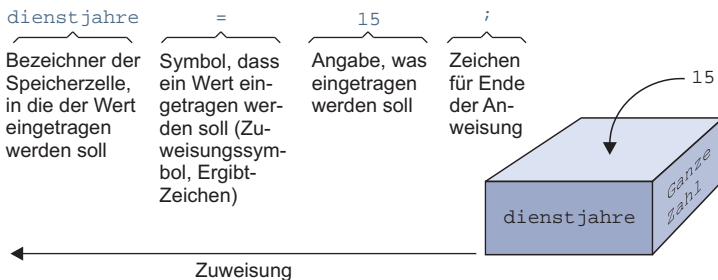 dienstjahre = 15 ;
Bezeichner der
Speicherzelle,
in die der Wert
eingetragen
werden soll
Symbol, dass
ein Wert ein-
getragen wer-
den soll (Zu-
weisungssym-
bol, Ergibt-
Zeichen)
Angabe, was
eingetragen
werden soll
Zeichen
für Ende
der An-
weisung
15
dienstjahre
Ganze
Zahl
Zuweisung